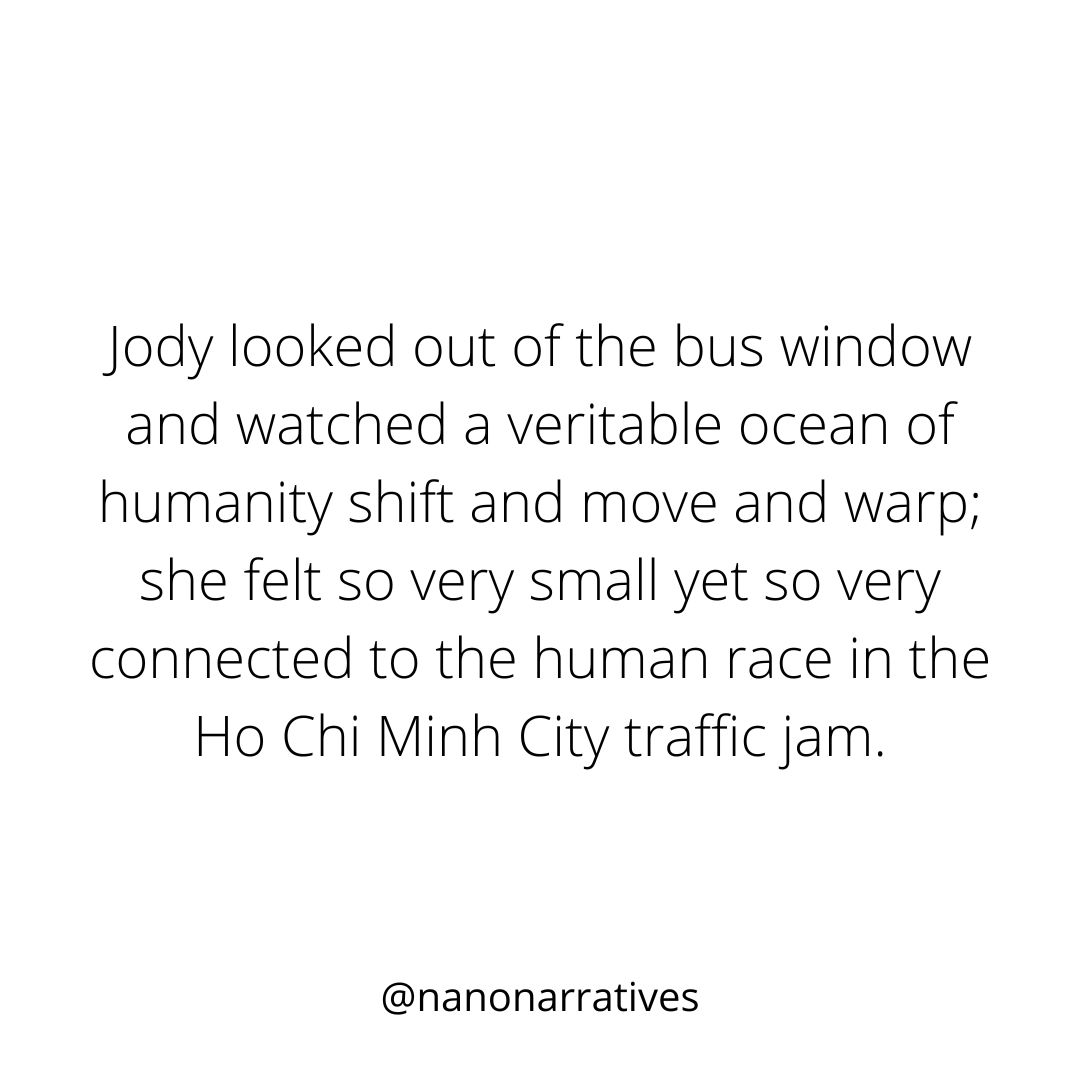 Jody looked out of the bus window
and watched a veritable ocean of
humanity shift and move and warp;
she felt so very small yet so very
connected to the human race in the
Ho Chi Minh City traffic jam.
@nanonarratives